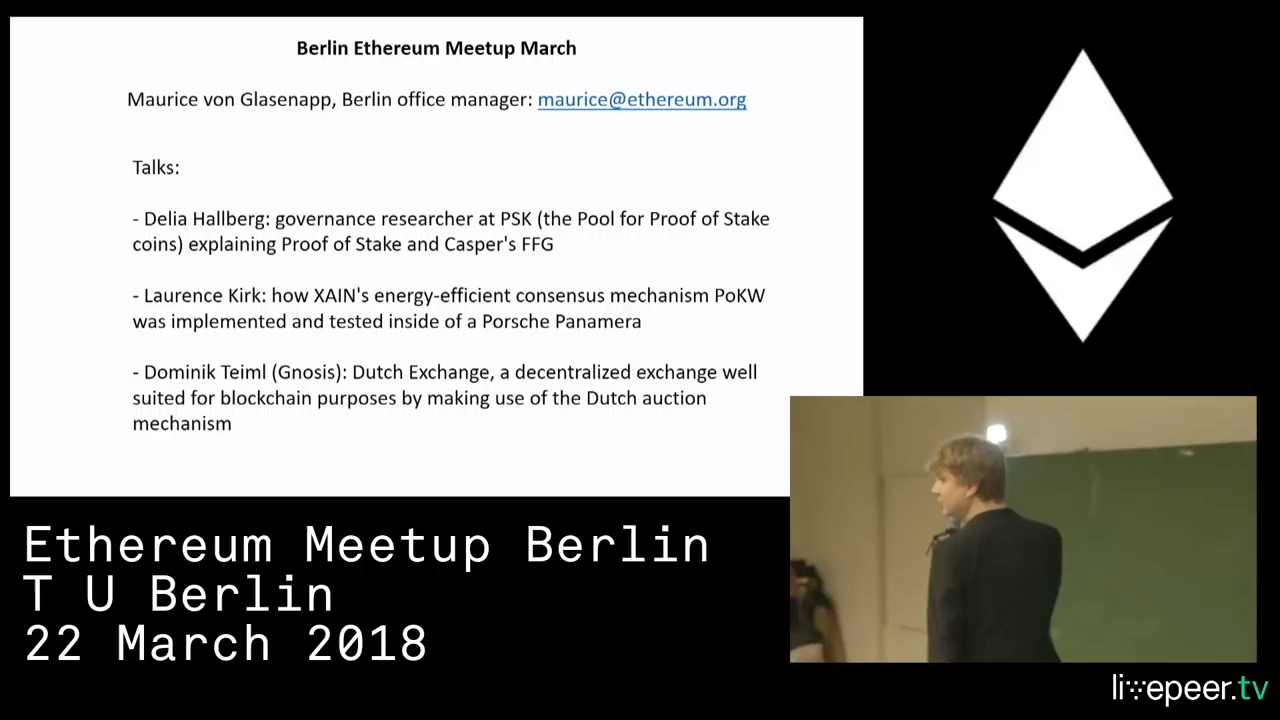 Berlin Ethereum Meetup March
Maurice von Glasenapp, Berlin office manager: maurice@ethereum.org
Talks:
- Delia Hallberg: governance researcher at PSK (the Pool for Proof of Stake
coins) explaining Proof of Stake and Casper's FFG
- Laurence Kirk: how XAIN's energy-efficient consensus mechanism PoKW
was implemented and tested inside of a Porsche Panamera
- Dominik Teiml (Gnosis): Dutch Exchange, a decentralized exchange well
suited for blockchain purposes by making use of the Dutch auction
mechanism
Ethereum Meetup Berlin
T U Berlin
22 March 2018
livepeer.tv